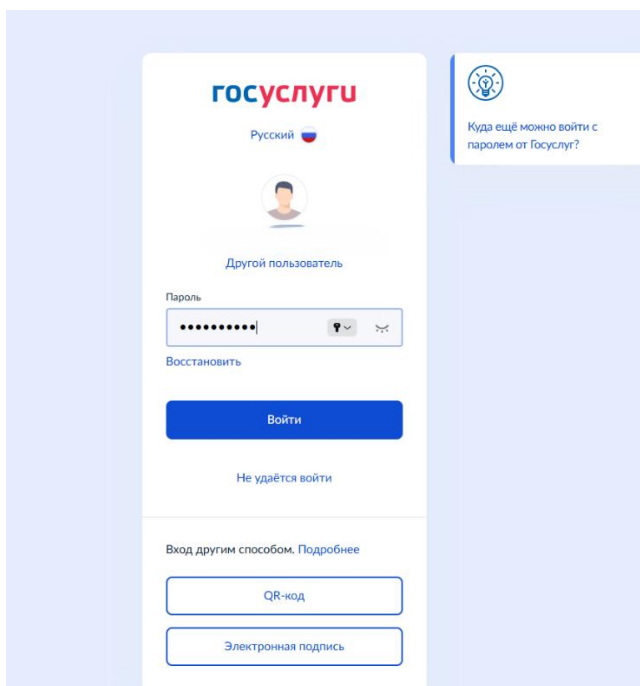 госуслуги
Русский
Куда ещё можно войти с
паролем от Госуслуг?
Другой пользователь
Пароль
••••••••••
Восстановить
Войти
Не удаётся войти
Вход другим способом. Подробнее
QR-код
Электронная подпись